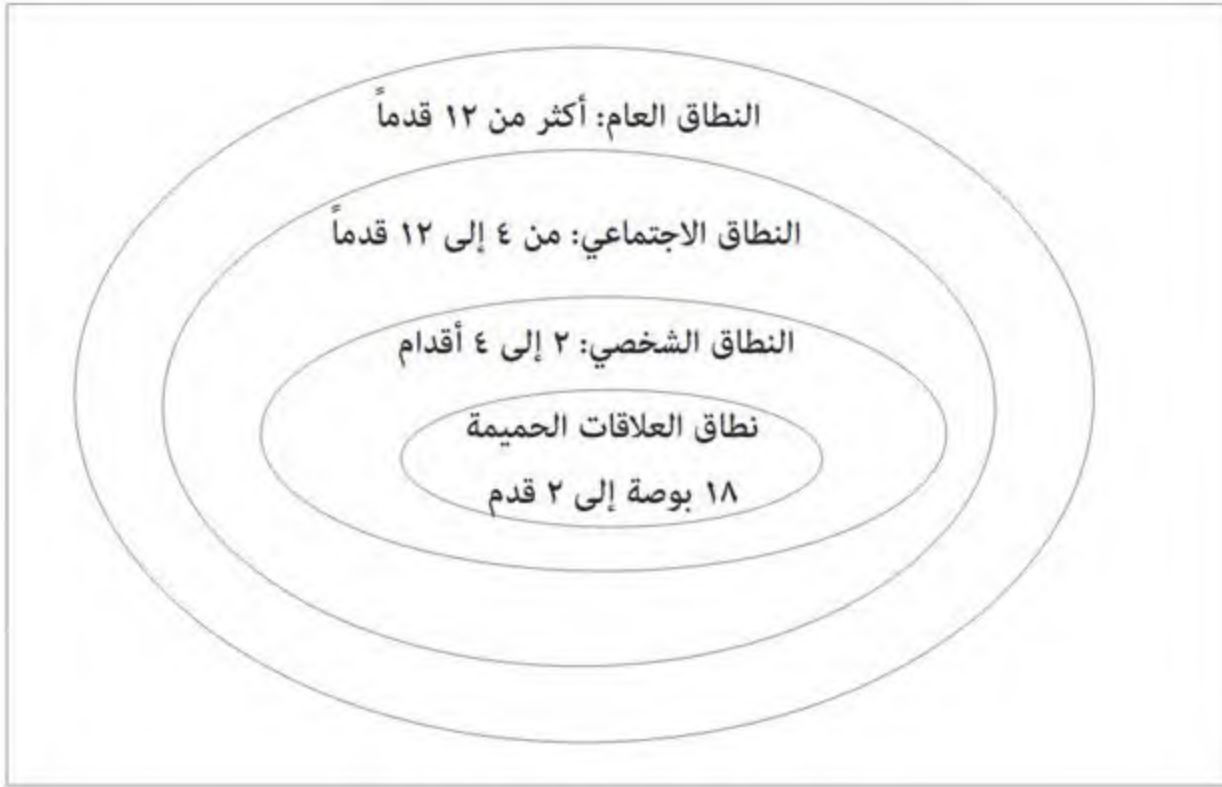 النطاق العام: أكثر من ١٢ قدماً
النطاق الاجتماعي: من ٤ إلى ١٢ قدماً
النطاق الشخصي: ٢ إلى ٤ أقدام
نطاق العلاقات الحميمة
١٨ بوصة إلى ٢ قدم